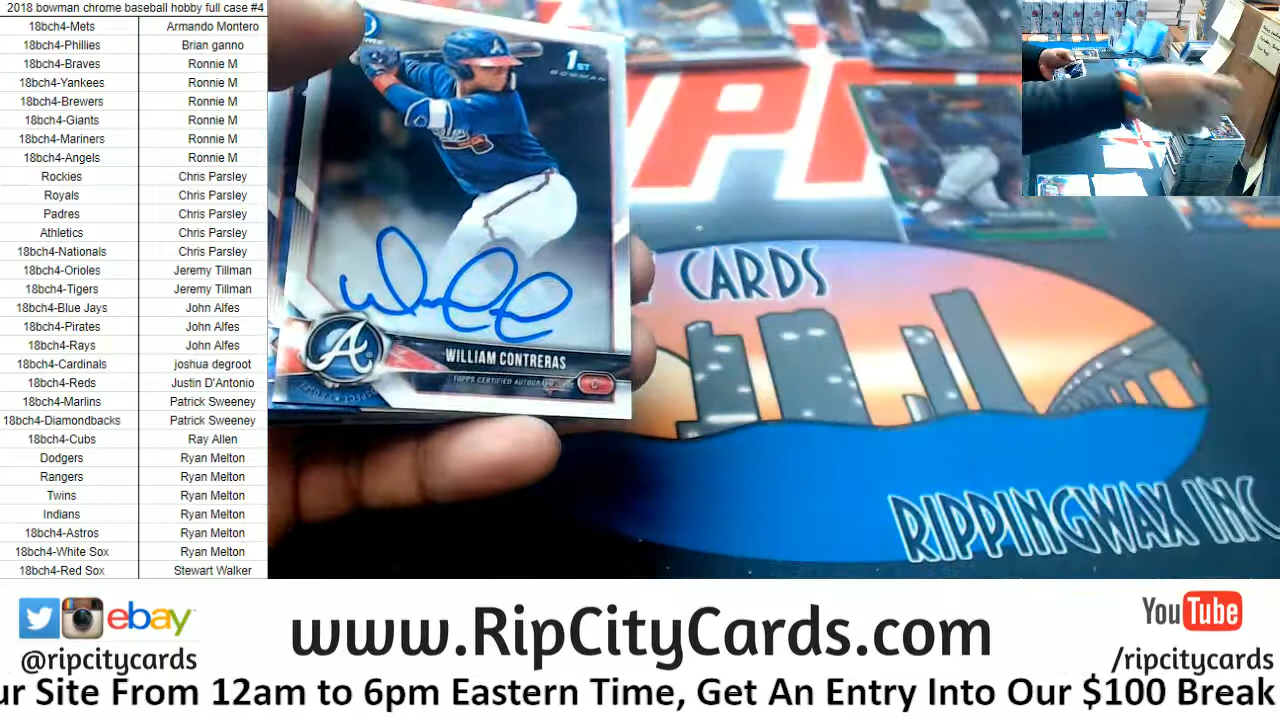 2018 bowman chrome baseball hobby full case #4
18bch4-Mets Armando Montero
18bch4-Phillies Brian ganno
18bch4-Braves Ronnie M
18bch4-Yankees Ronnie M
18bch4-Brewers Ronnie M
18bch4-Giants Ronnie M
18bch4-Mariners Ronnie M
18bch4-Angels Ronnie M
Rockies Chris Parsley
Royals Chris Parsley
Padres Chris Parsley
Athletics Chris Parsley
18bch4-Nationals Chris Parsley
18bch4-Orioles Jeremy Tillman
18bch4-Tigers Jeremy Tillman
18bch4-Blue Jays John Alfes
18bch4-Pirates John Alfes
18bch4-Rays John Alfes
18bch4-Cardinals joshua degroot
18bch4-Reds Justin D'Antonio
18bch4-Marlins Patrick Sweeney
18bch4-Diamondbacks Patrick Sweeney
18bch4-Cubs Ray Allen
Dodgers Ryan Melton
Rangers Ryan Melton
Twins Ryan Melton
Indians Ryan Melton
18bch4-Astros Ryan Melton
18bch4-White Sox Ryan Melton
18bch4-Red Sox Stewart Walker
1ST
BOWMAN
A
WILLIAM CONTRERAS
TOPPS CERTIFIED AUTOGRAPH ISSUE
C
CARDS
RIPPINGWAX INC
ebay
@ripcitycards
www.RipCityCards.com
YouTube
/ripcitycards
ur Site From 12am to 6pm Eastern Time, Get An Entry Into Our $100 Break